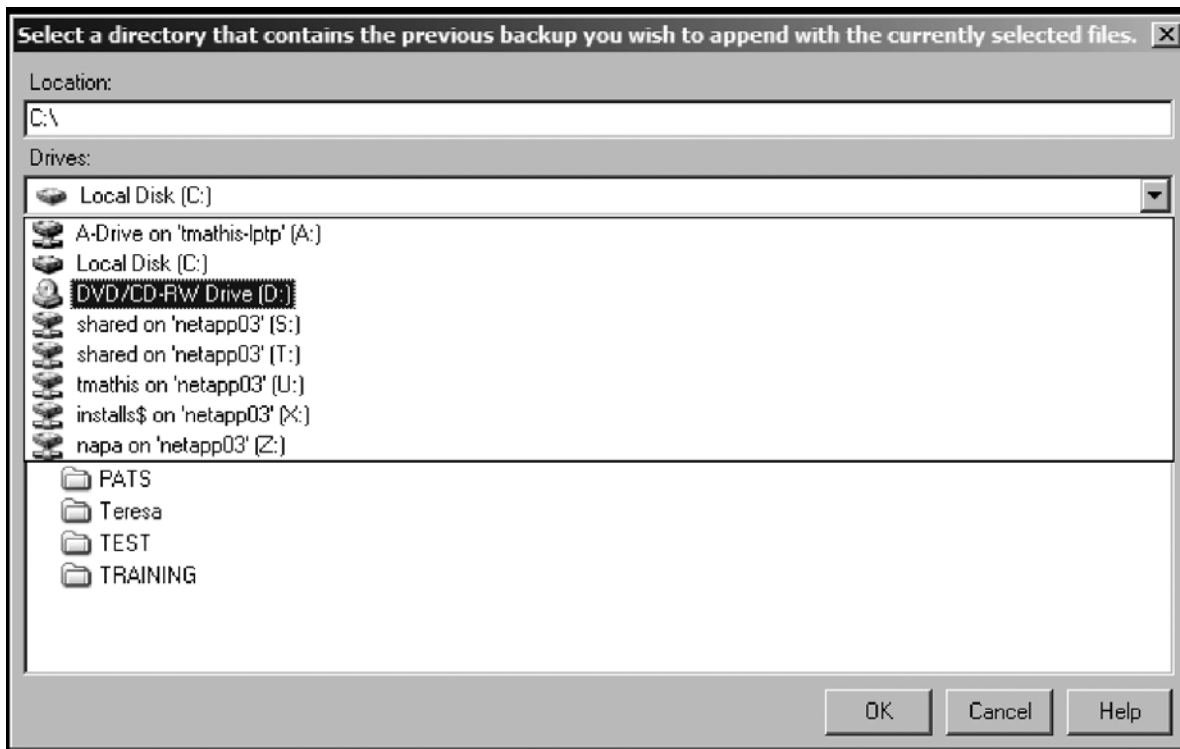 Select a directory that contains the previous backup you wish to append with the currently selected files.
Location:
C:\
Drives:
Local Disk (C:)
A-Drive on 'tmathis-lptp' (A:)
Local Disk (C:)
DVD/CD-RW Drive (D:)
shared on 'netapp03' (S:)
shared on 'netapp03' (T:)
tmathis on 'netapp03' (U:)
installs$ on 'netapp03' (X:)
napa on 'netapp03' (Z:)
PATS
Teresa
TEST
TRAINING
OK Cancel Help